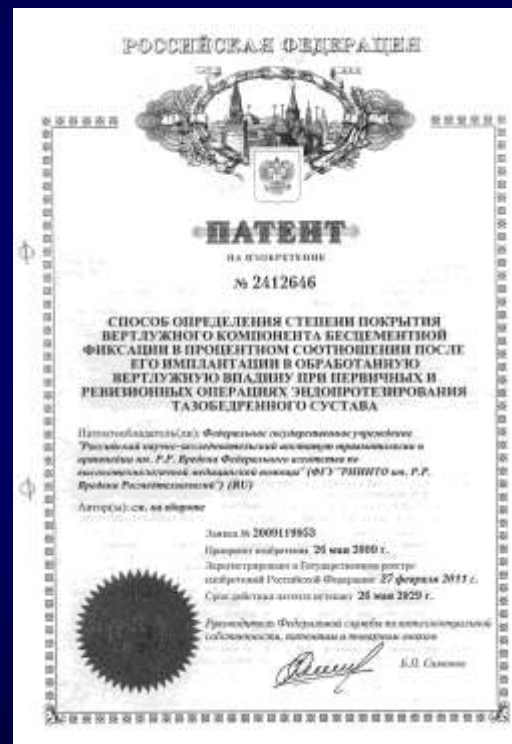 РОССИЙСКАЯ ФЕДЕРАЦИЯ
ПАТЕНТ
НА ИЗОБРЕТЕНИЕ
№ 2412646
СПОСОБ ОПРЕДЕЛЕНИЯ СТЕПЕНИ ПОКРЫТИЯ
ВЕРТЛУЖНОГО КОМПОНЕНТА БЕСЦЕМЕНТНОЙ
ФИКСАЦИИ В ПРОЦЕНТНОМ СООТНОШЕНИИ ПОСЛЕ
ЕГО ИМПЛАНТАЦИИ В ОБРАБОТАННУЮ
ВЕРТЛУЖНУЮ ВПАДИНУ ПРИ ПЕРВИЧНЫХ И
РЕВИЗИОННЫХ ОПЕРАЦИЯХ ЭНДОПРОТЕЗИРОВАНИЯ
ТАЗОБЕДРЕННОГО СУСТАВА
Патентообладатель(ли): Федеральное государственное учреждение
"Российский научно-исследовательский институт травматологии и
ортопедии им. Р.Р. Вредена Федерального агентства по
высокотехнологичной медицинской помощи" (ФГУ "РНИИТО им. Р.Р.
Вредена Росмедтехнологий") (RU)
Автор(ы): см. на обороте
Заявка № 2009119953
Приоритет изобретения 26 мая 2009 г.
Зарегистрировано в Государственном реестре
изобретений Российской Федерации 27 февраля 2011 г.
Срок действия патента истекает 26 мая 2029 г.
Руководитель Федеральной службы по интеллектуальной
собственности, патентам и товарным знакам
Б.П. Симонов